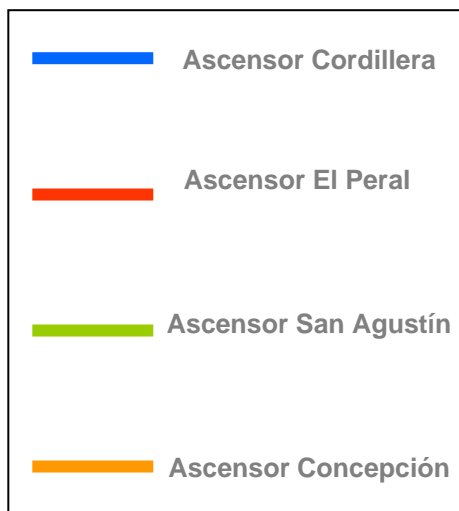 Ascensor Cordillera
Ascensor El Peral
Ascensor San Agustín
Ascensor Concepción